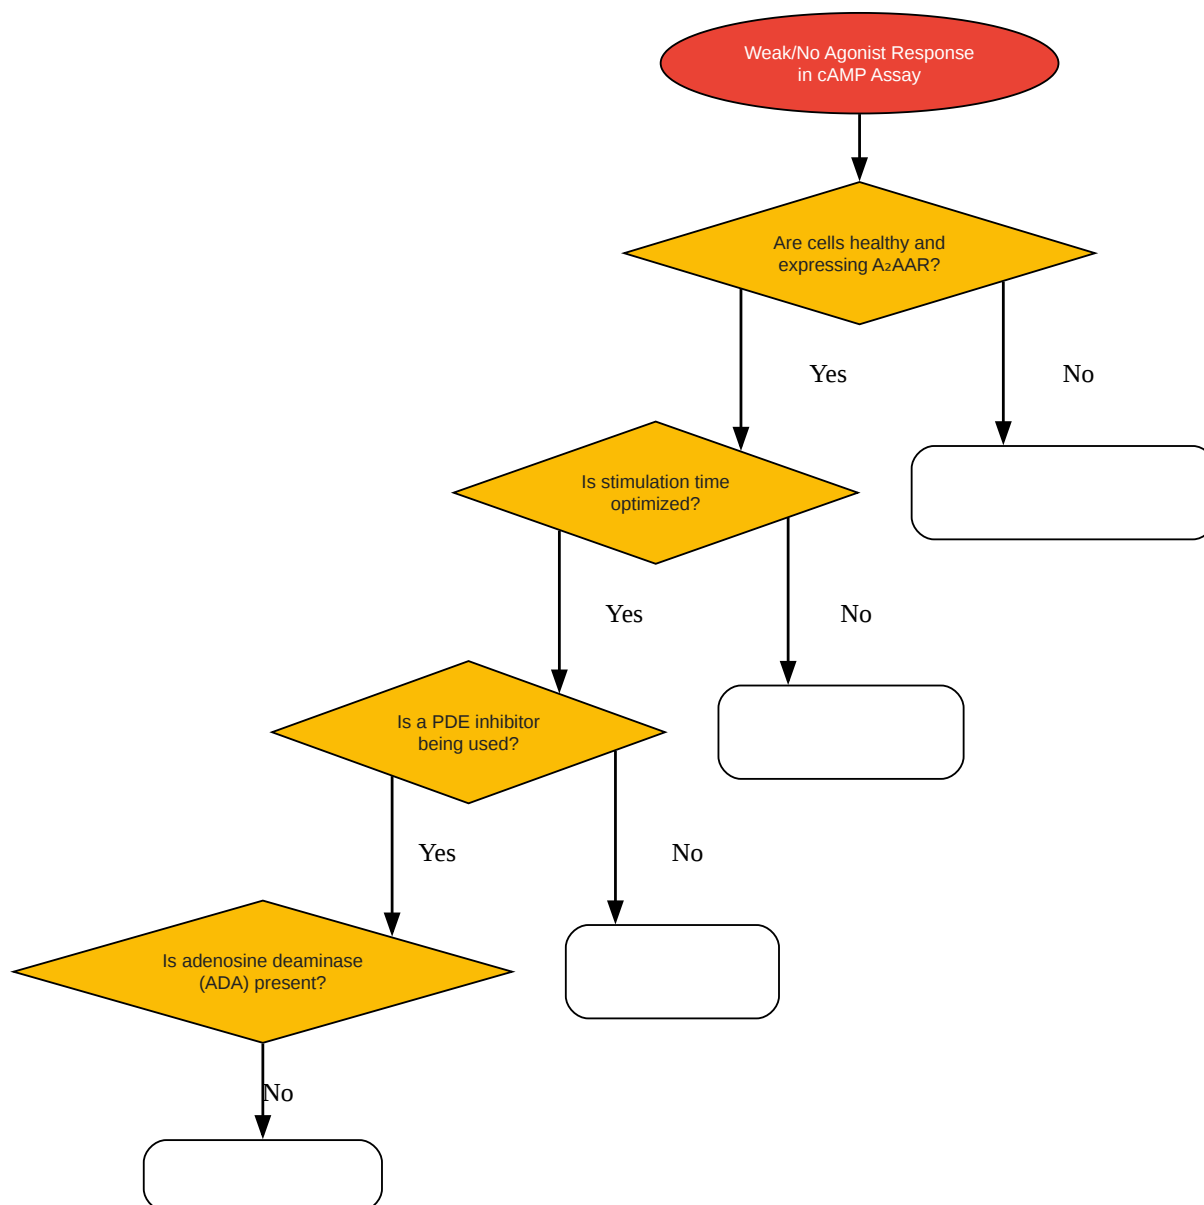 Weak/No Agonist Response
in cAMP Assay
Are cells healthy and
expressing A₂AAR?
Yes
No
Is stimulation time
optimized?
Yes
No
Is a PDE inhibitor
being used?
Yes
No
Is adenosine deaminase
(ADA) present?
No